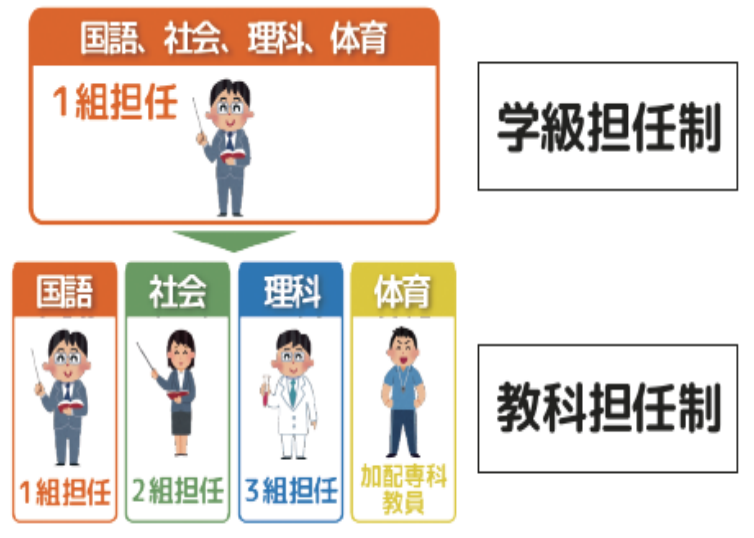 国語、社会、理科、体育
1組担任
学級担任制
国語
社会
理科
体育
1組担任
2組担任
3組担任
加配専科
教員
教科担任制